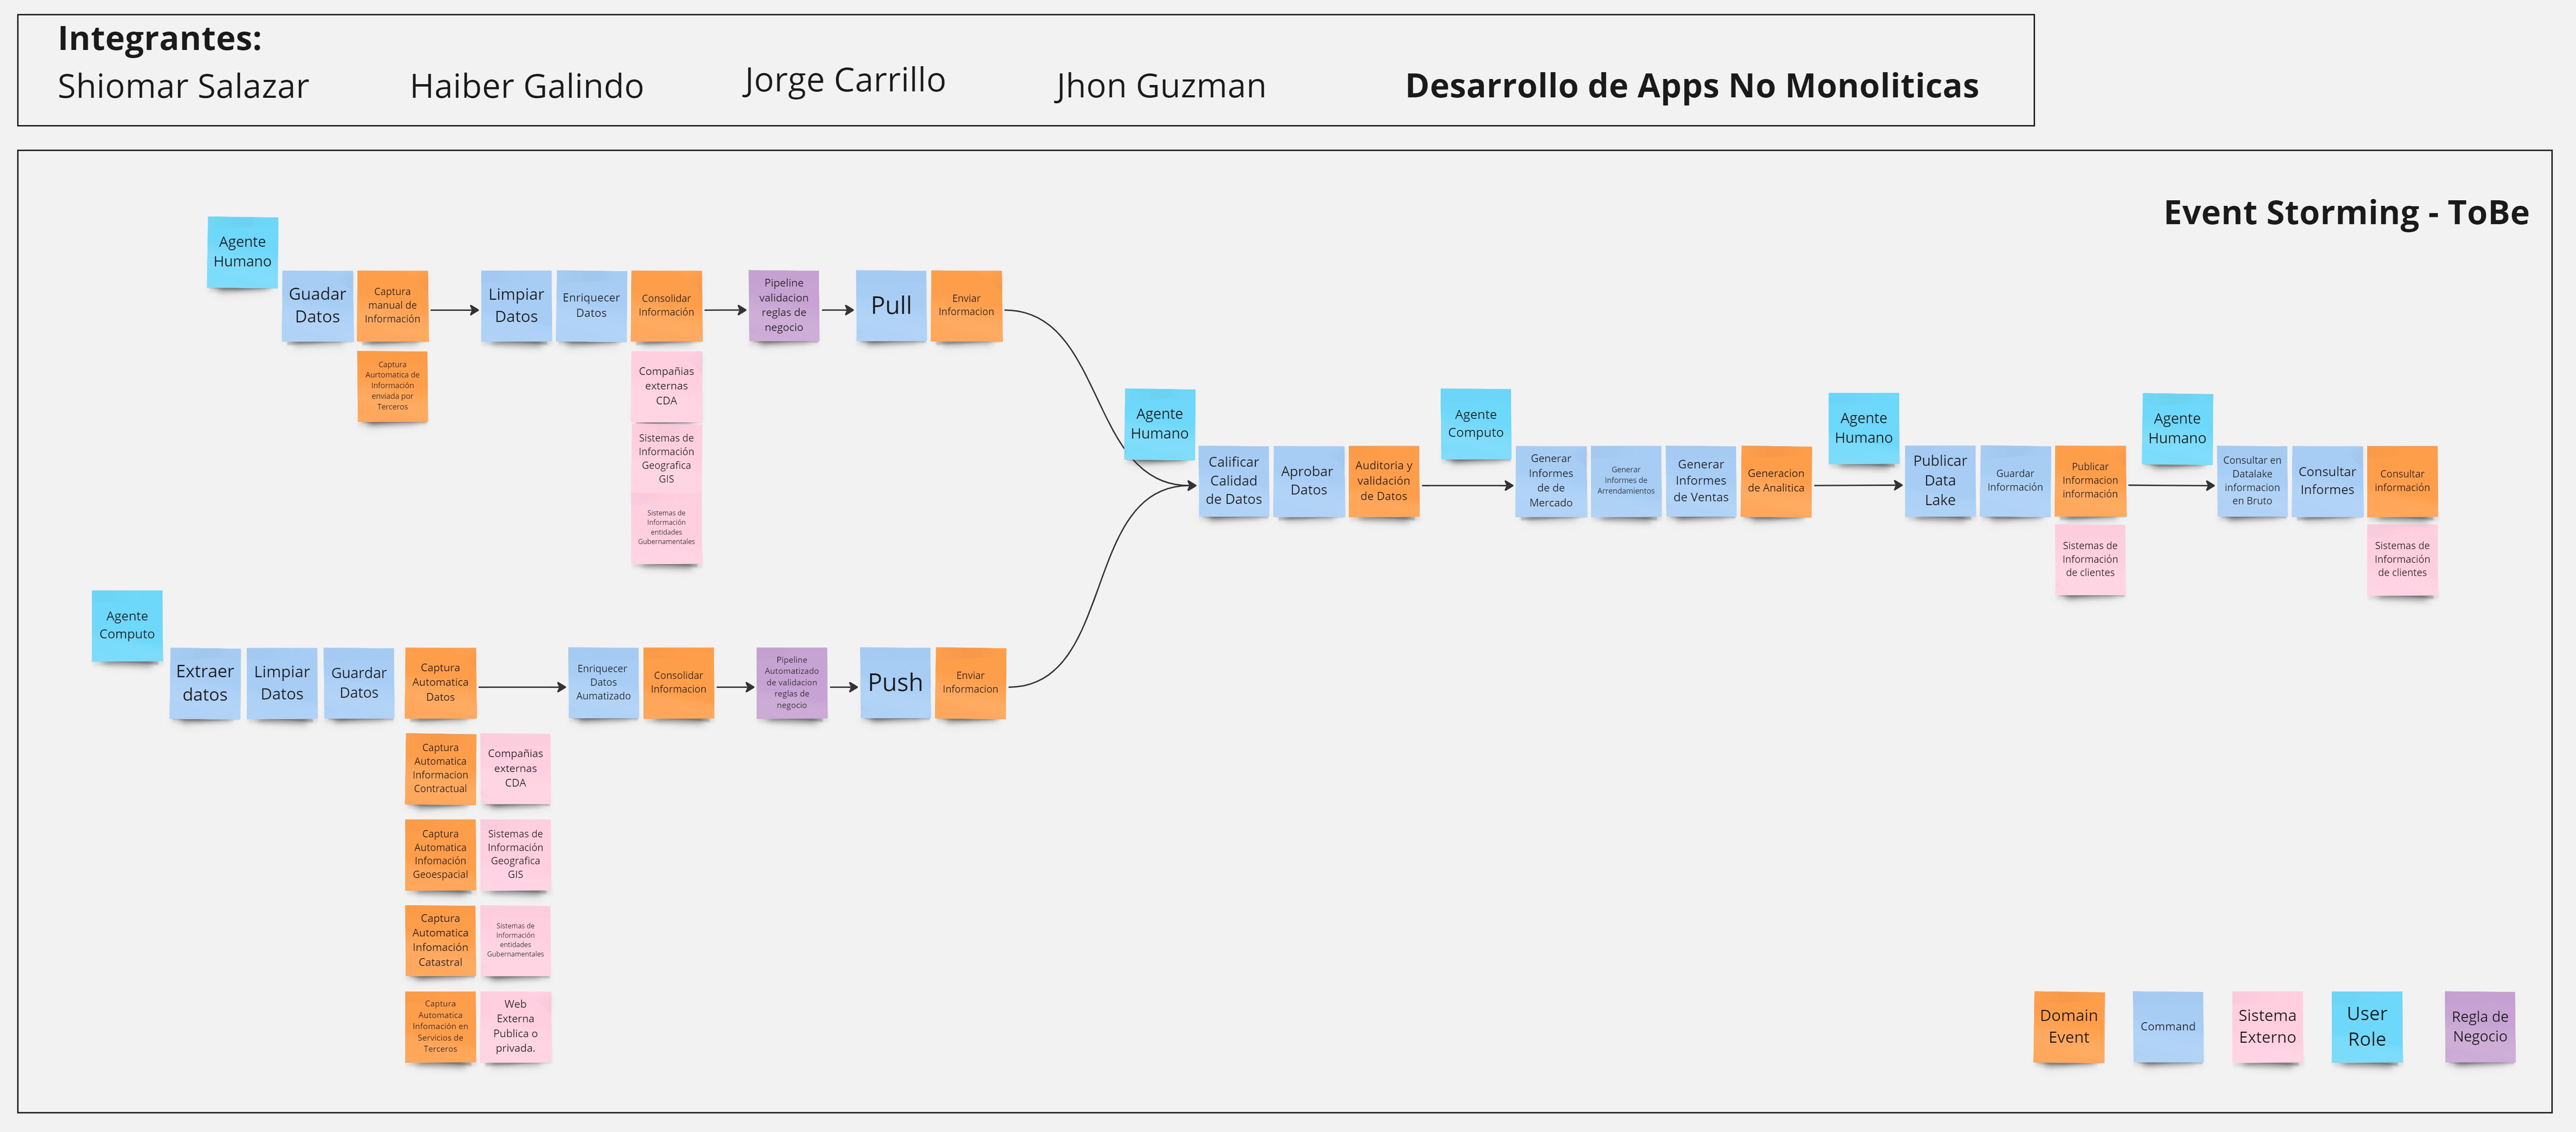 Integrantes:
Shiomar Salazar
Haiber Galindo
Jorge Carrillo
Jhon Guzman
Desarrollo de Apps No Monoliticas
Event Storming - ToBe
Agente
Humano
Guadar
Datos
Captura
manual de
Información
Captura
Aurtomatica de
Información
enviada por
Terceros
Limpiar
Datos
Enriquecer
Datos
Consolidar
Información
Compañias
externas
CDA
Sistemas de
Información
Geografica
GIS
Sistemas de
Información
entidades
Gubernamentales
Pipeline
validacion
reglas de
negocio
Pull
Enviar
Informacion
Agente
Computo
Extraer
datos
Limpiar
Datos
Guardar
Datos
Captura
Automatica
Datos
Captura
Automatica
Informacion
Contractual
Compañias
externas
CDA
Captura
Automatica
Infomación
Geoespacial
Sistemas de
Información
Geografica
GIS
Captura
Automatica
Infomación
Catastral
Sistemas de
Información
entidades
Gubernamentales
Captura
Automatica
Infomación en
Servicios de
Terceros
Web
Externa
Publica o
privada.
Enriquecer
Datos
Aumatizado
Consolidar
Informacion
Pipeline
Automatizado
de validacion
reglas de
negocio
Push
Enviar
Informacion
Agente
Humano
Calificar
Calidad
de Datos
Aprobar
Datos
Auditoria y
validación
de Datos
Agente
Computo
Generar
Informes
de de
Mercado
Generar
Informes de
Arrendamientos
Generar
Informes
de Ventas
Generacion
de Analitica
Agente
Humano
Publicar
Data
Lake
Guardar
Información
Publicar
Informacion
información
Sistemas de
Información
de clientes
Agente
Humano
Consultar en
Datalake
informacion
en Bruto
Consultar
Informes
Consultar
información
Sistemas de
Información
de clientes
Domain
Event
Command
Sistema
Externo
User
Role
Regla de
Negocio